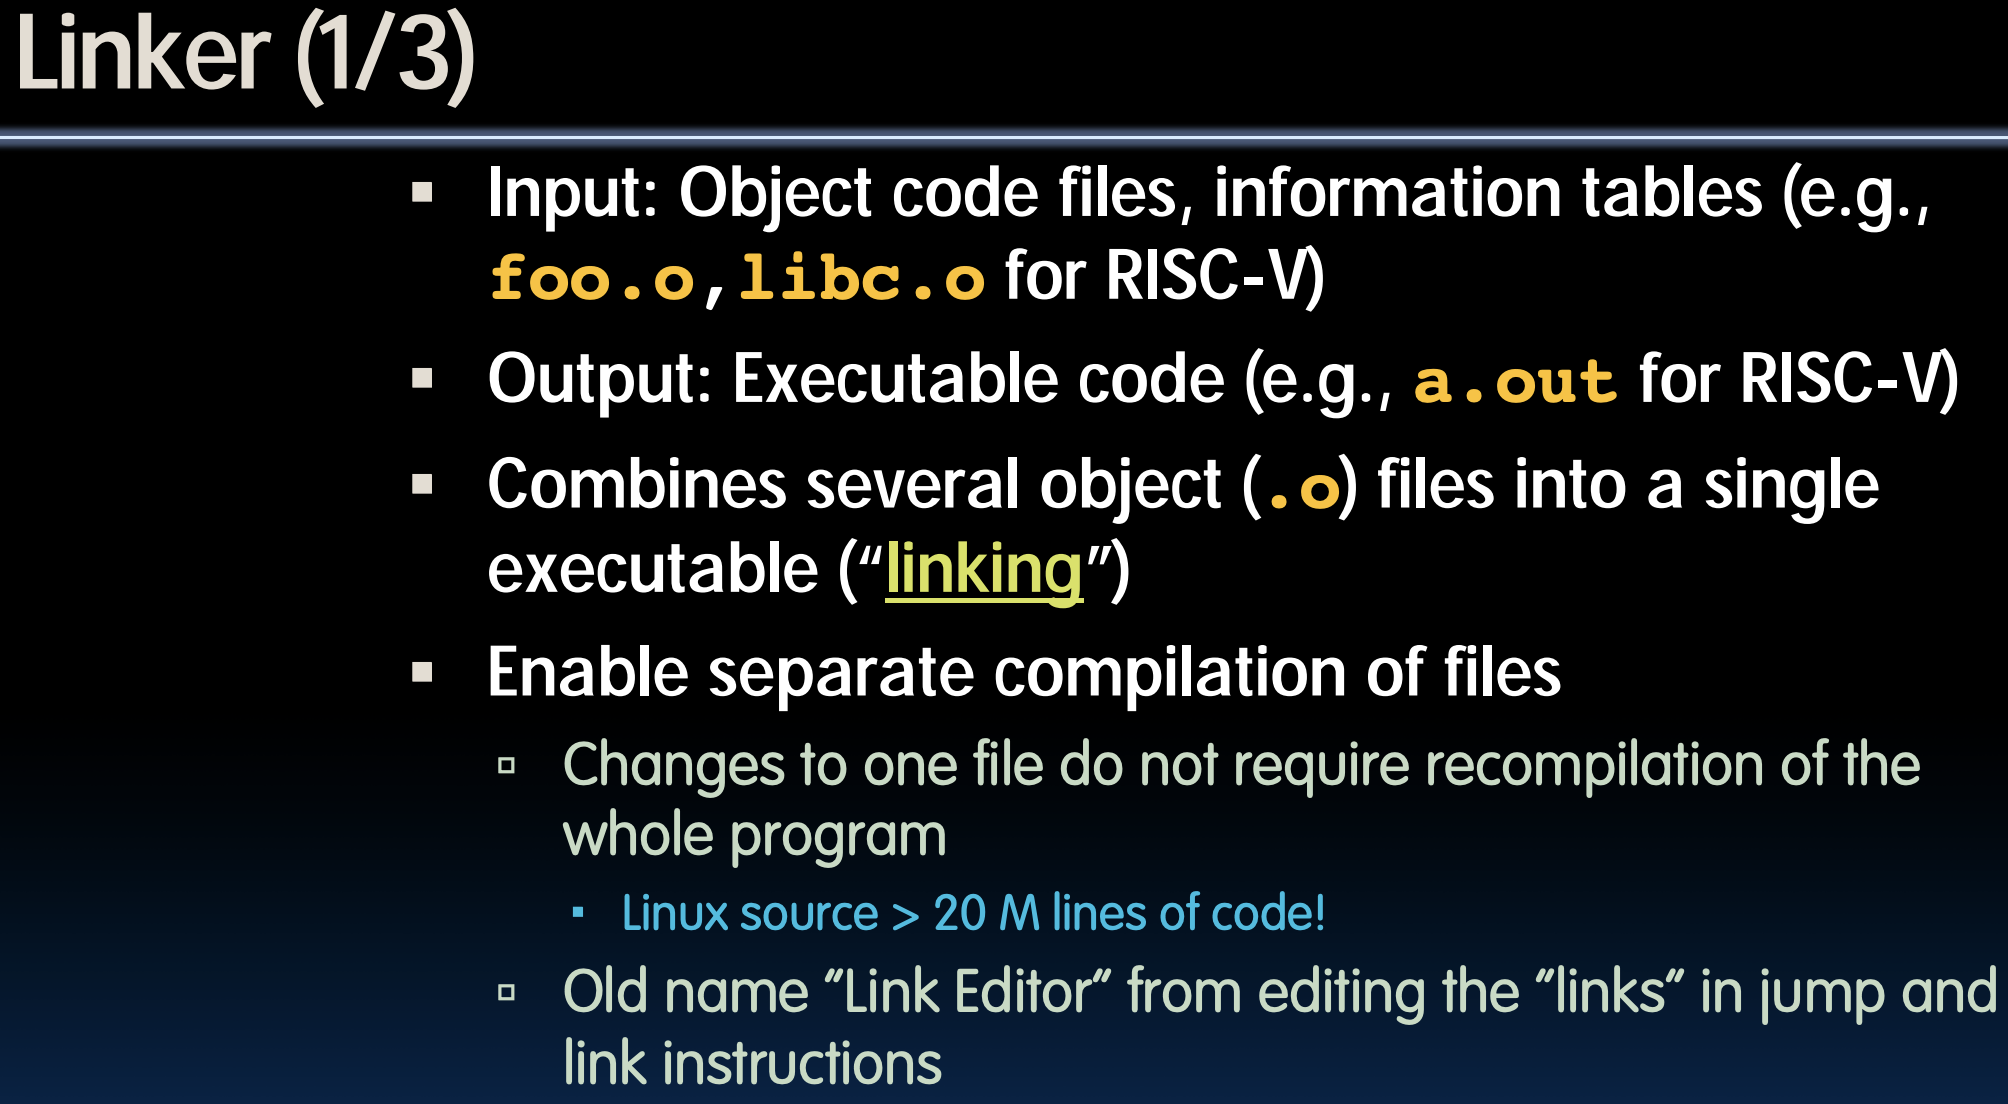 Linker (1/3)
▪ Input: Object code files, information tables (e.g.,
foo.o,libc.o for RISC-V)
▪ Output: Executable code (e.g., a.out for RISC-V)
▪ Combines several object (.o) files into a single
executable (“linking”)
▪ Enable separate compilation of files
▫ Changes to one file do not require recompilation of the
whole program
▪ Linux source > 20 M lines of code!
▫ Old name “Link Editor” from editing the “links” in jump and
link instructions